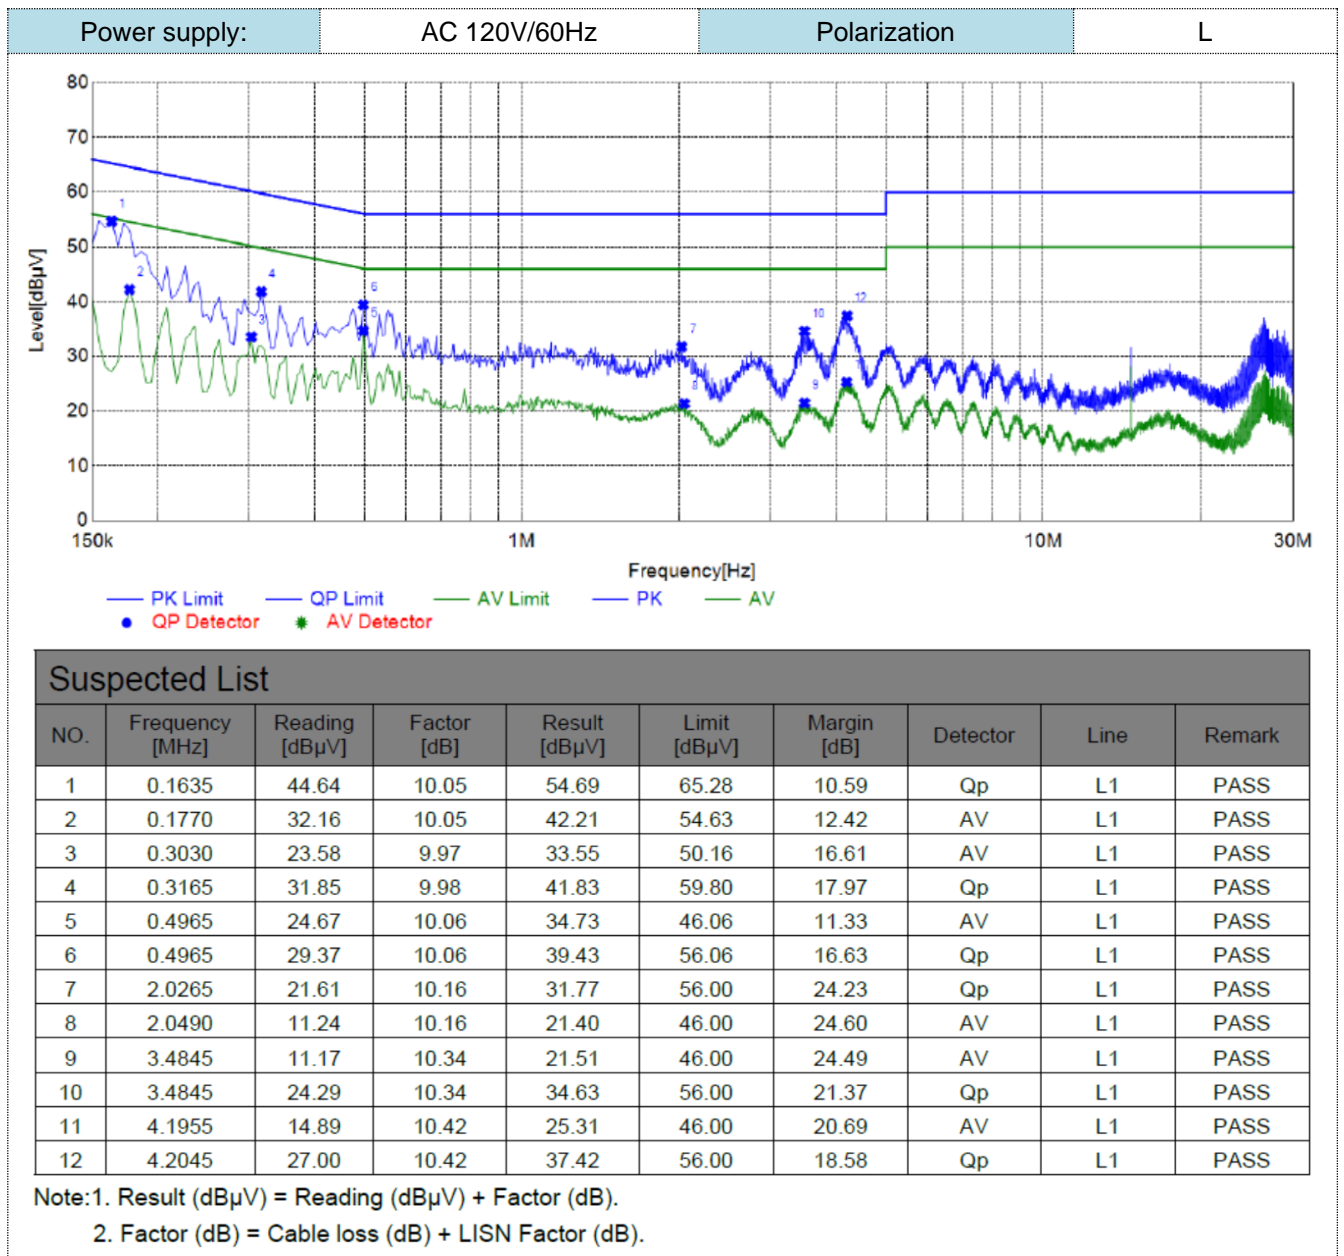 Power supply: AC 120V/60Hz Polarization L
80
70
60
50
40
30
20
10
0
Level[dBµV]
1
2
3
4
5
6
7
8
9
10
12
150k 1M 10M 30M
Frequency[Hz]
PK Limit QP Limit AV Limit PK AV
QP Detector AV Detector
Suspected List
NO. Frequency [MHz] Reading [dBµV] Factor [dB] Result [dBµV] Limit [dBµV] Margin [dB] Detector Line Remark
1 0.1635 44.64 10.05 54.69 65.28 10.59 Qp L1 PASS
2 0.1770 32.16 10.05 42.21 54.63 12.42 AV L1 PASS
3 0.3030 23.58 9.97 33.55 50.16 16.61 AV L1 PASS
4 0.3165 31.85 9.98 41.83 59.80 17.97 Qp L1 PASS
5 0.4965 24.67 10.06 34.73 46.06 11.33 AV L1 PASS
6 0.4965 29.37 10.06 39.43 56.06 16.63 Qp L1 PASS
7 2.0265 21.61 10.16 31.77 56.00 24.23 Qp L1 PASS
8 2.0490 11.24 10.16 21.40 46.00 24.60 AV L1 PASS
9 3.4845 11.17 10.34 21.51 46.00 24.49 AV L1 PASS
10 3.4845 24.29 10.34 34.63 56.00 21.37 Qp L1 PASS
11 4.1955 14.89 10.42 25.31 46.00 20.69 AV L1 PASS
12 4.2045 27.00 10.42 37.42 56.00 18.58 Qp L1 PASS
Note:1. Result (dBµV) = Reading (dBµV) + Factor (dB).
2. Factor (dB) = Cable loss (dB) + LISN Factor (dB).